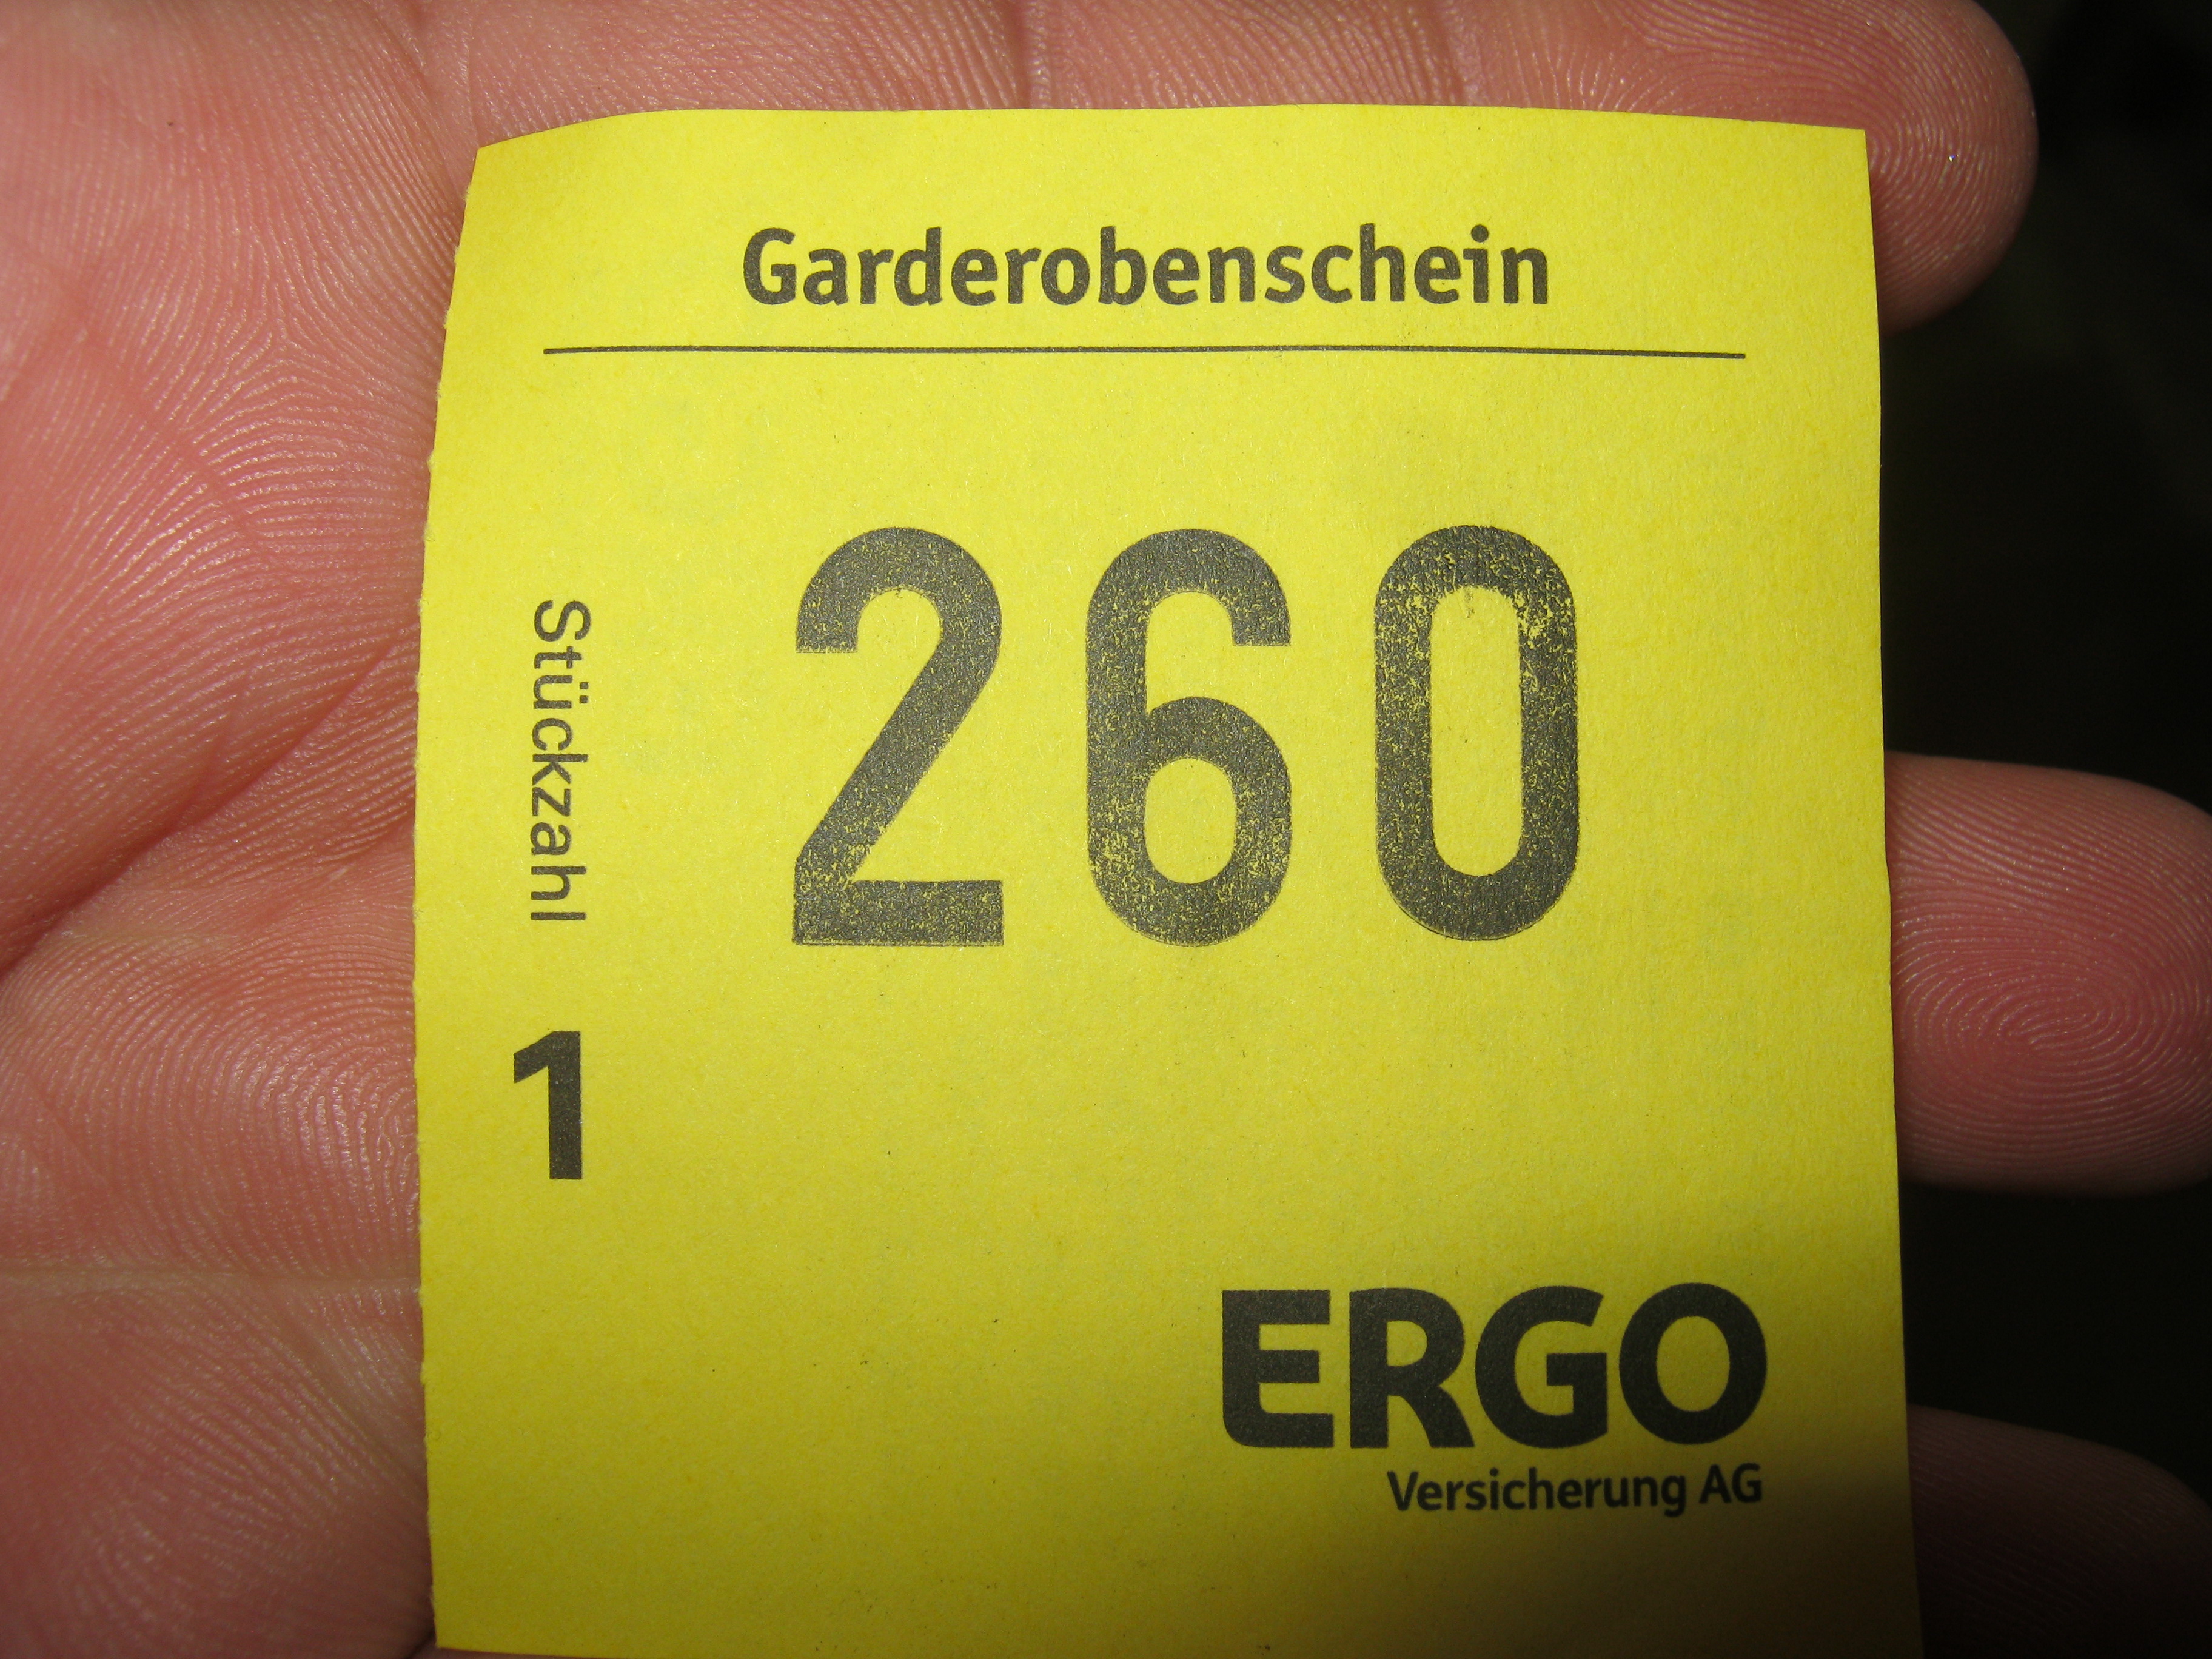 Garderobenschein
260
Stückzahl 1
ERGO
Versicherung AG